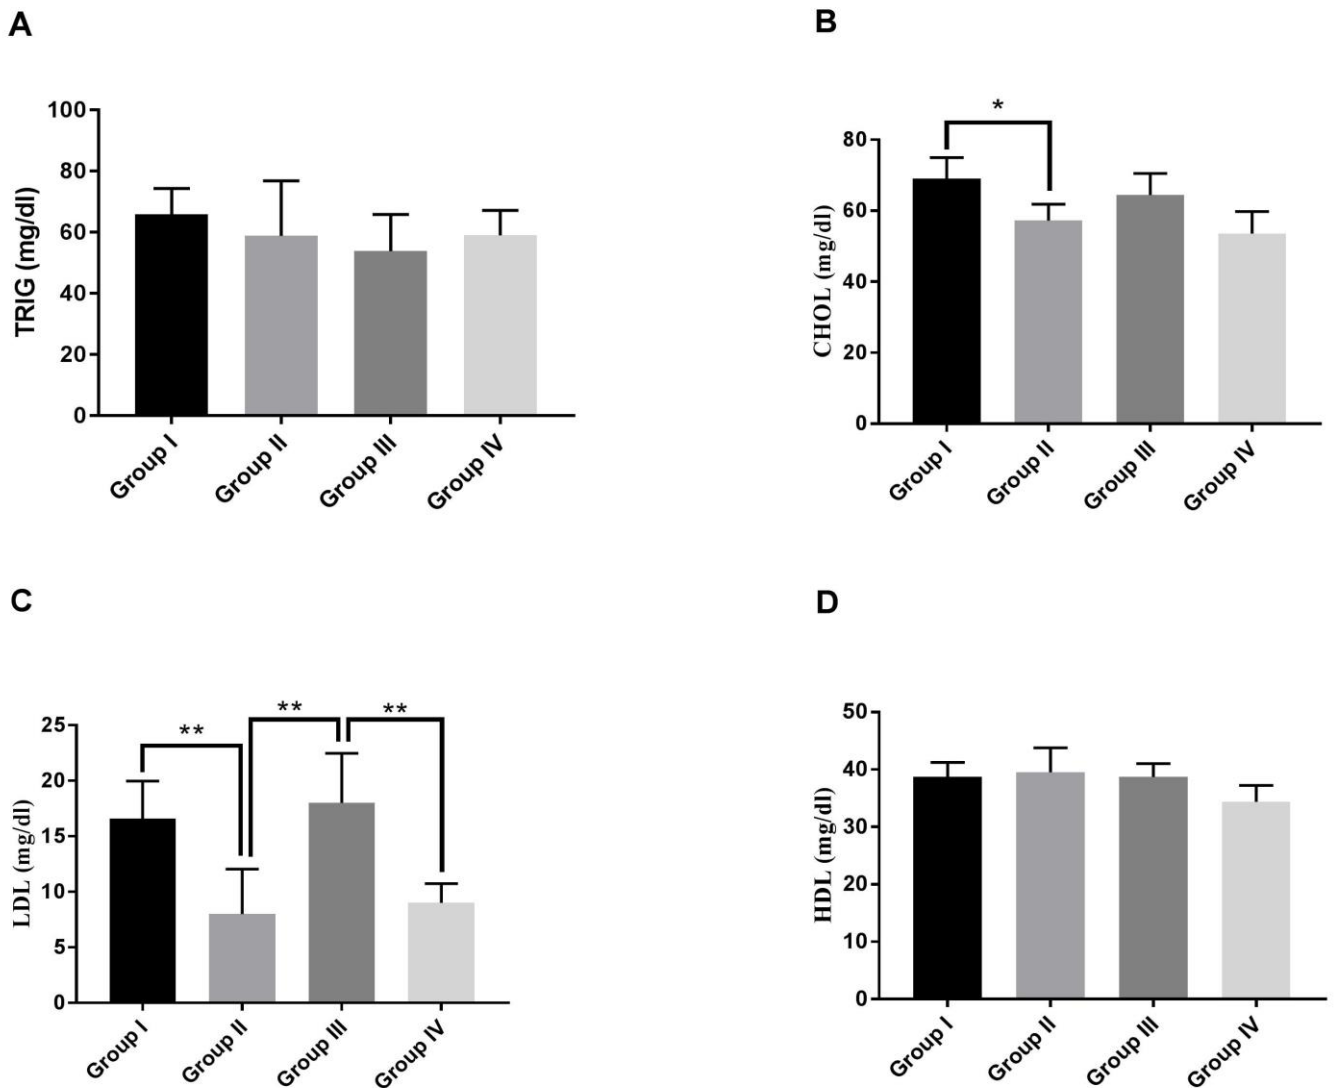 A
TRIG (mg/dl)
100
80
60
40
20
0
Group I
Group II
Group III
Group IV
B
CHOL (mg/dl)
80
60
40
20
0
*
Group I
Group II
Group III
Group IV
C
LDL (mg/dl)
25
20
15
10
5
0
**
**
**
Group I
Group II
Group III
Group IV
D
HDL (mg/dl)
50
40
30
20
10
0
Group I
Group II
Group III
Group IV